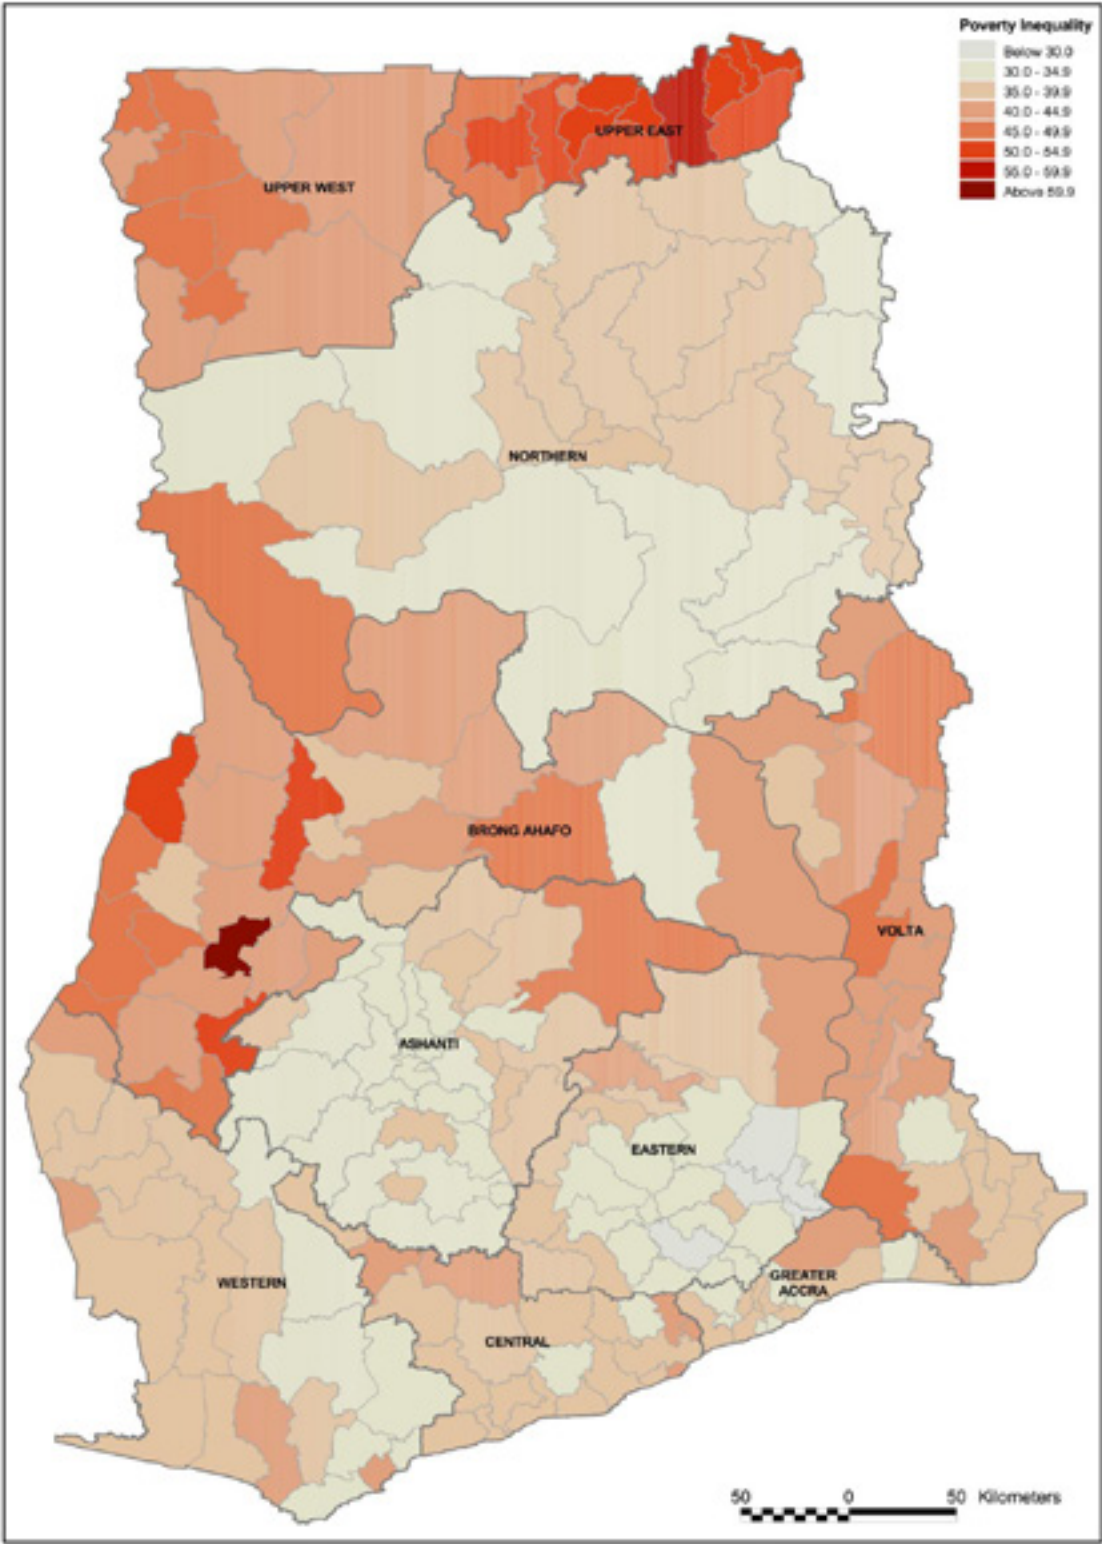 Poverty Inequality
Below 30.0
30.0 - 34.9
35.0 - 39.9
40.0 - 44.9
45.0 - 49.9
50.0 - 54.9
55.0 - 59.9
Above 59.9
UPPER EAST
UPPER WEST
NORTHERN
BRONG AHAFO
VOLTA
ASHANTI
EASTERN
WESTERN
GREATER
ACCRA
CENTRAL
50 0 50 Kilometers